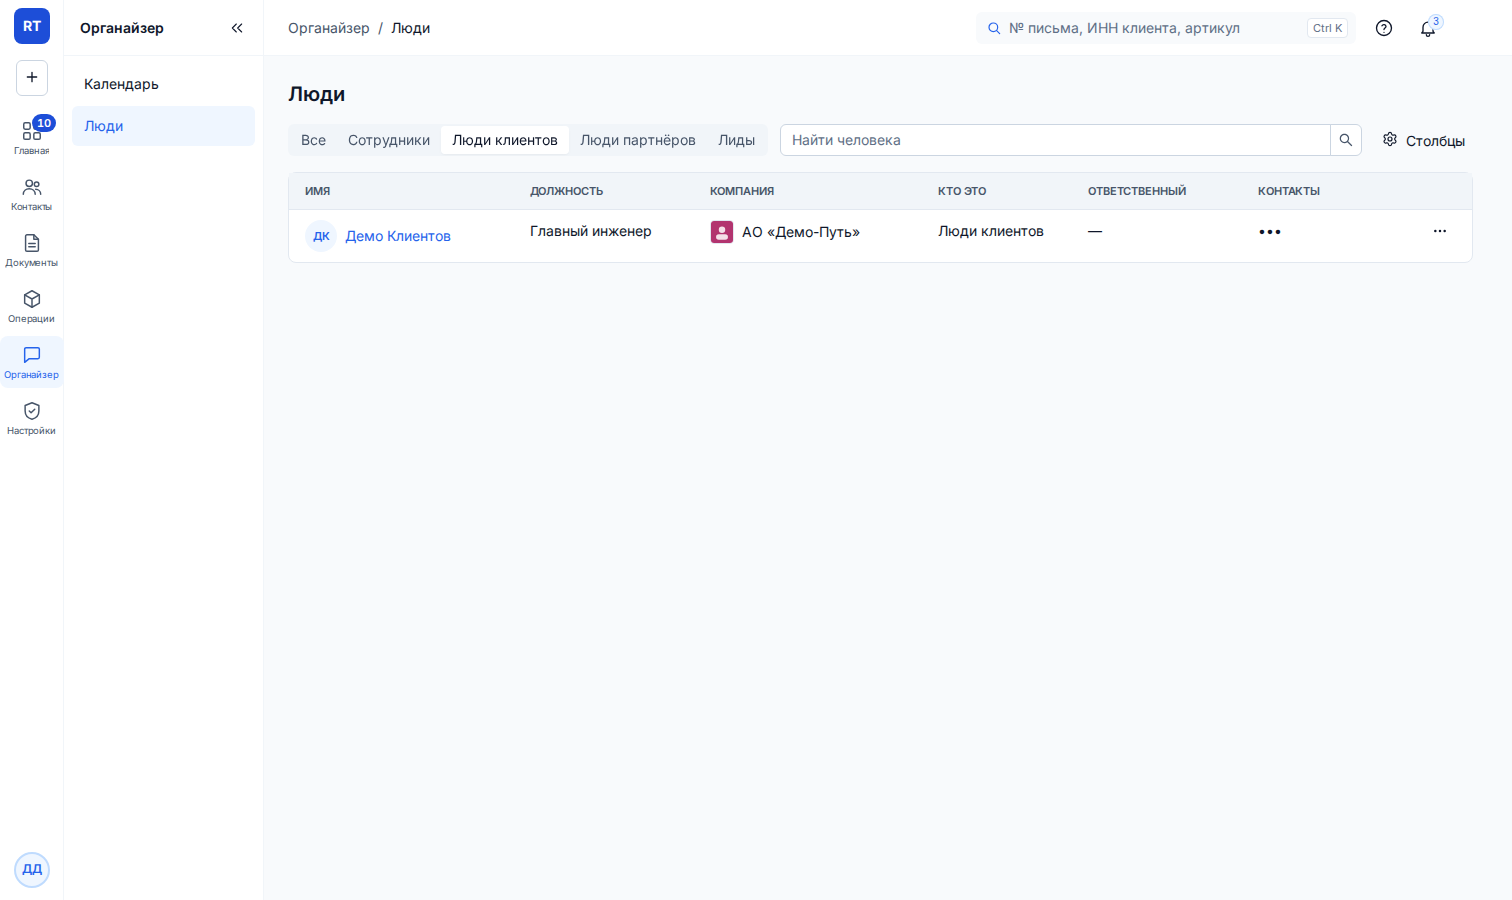 RT
Органайзер
Органайзер / Люди
№ письма, ИНН клиента, артикул
Ctrl K
3
+
Календарь
Люди
10
Главная
Контакты
Документы
Операции
Органайзер
Настройки
ДД
Люди
Все Сотрудники Люди клиентов Люди партнёров Лиды
Найти человека
Столбцы
ИМЯ ДОЛЖНОСТЬ КОМПАНИЯ КТО ЭТО ОТВЕТСТВЕННЫЙ КОНТАКТЫ
ДК Демо Клиентов Главный инженер АО «Демо-Путь» Люди клиентов — •••